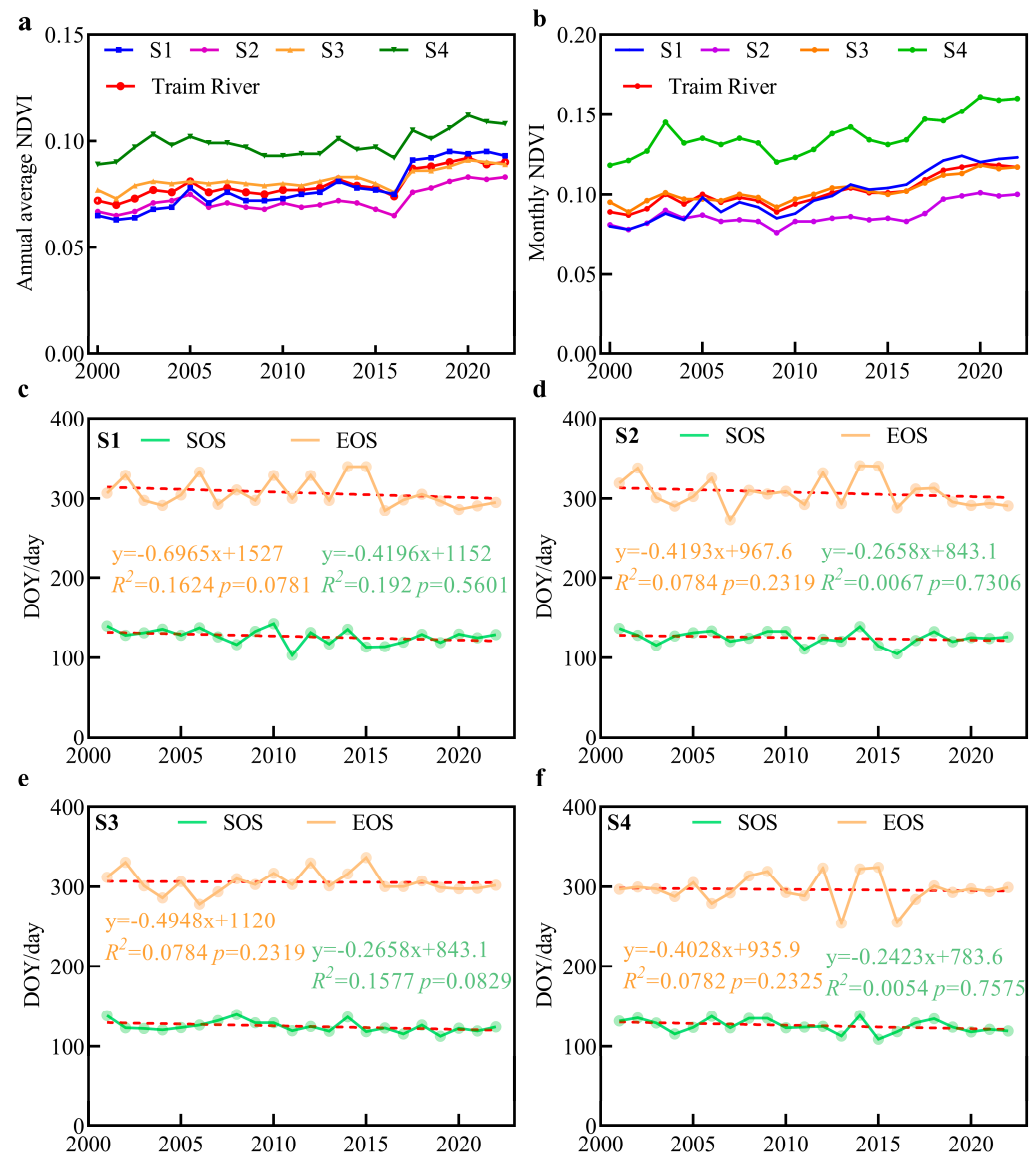 a
0.15
S1 S2 S3 S4
Traim River
0.10
Annual average NDVI
0.05
0.00
2000 2005 2010 2015 2020
b
0.20
S1 S2 S3 S4
Traim River
0.15
Monthly NDVI
0.10
0.05
0.00
2000 2005 2010 2015 2020
c
400
S1 SOS EOS
300
y=-0.6965x+1527 y=-0.4196x+1152
R²=0.1624 p=0.0781 R²=0.192 p=0.5601
DOY/day
200
100
0
2000 2005 2010 2015 2020
d
400
S2 SOS EOS
300
y=-0.4193x+967.6 y=-0.2658x+843.1
R²=0.0784 p=0.2319 R²=0.0067 p=0.7306
DOY/day
200
100
0
2000 2005 2010 2015 2020
e
400
S3 SOS EOS
300
y=-0.4948x+1120
R²=0.0784 p=0.2319
y=-0.2658x+843.1
R²=0.1577 p=0.0829
DOY/day
200
100
0
2000 2005 2010 2015 2020
f
400
S4 SOS EOS
300
y=-0.4028x+935.9
R²=0.0782 p=0.2325
y=-0.2423x+783.6
R²=0.0054 p=0.7575
DOY/day
200
100
0
2000 2005 2010 2015 2020